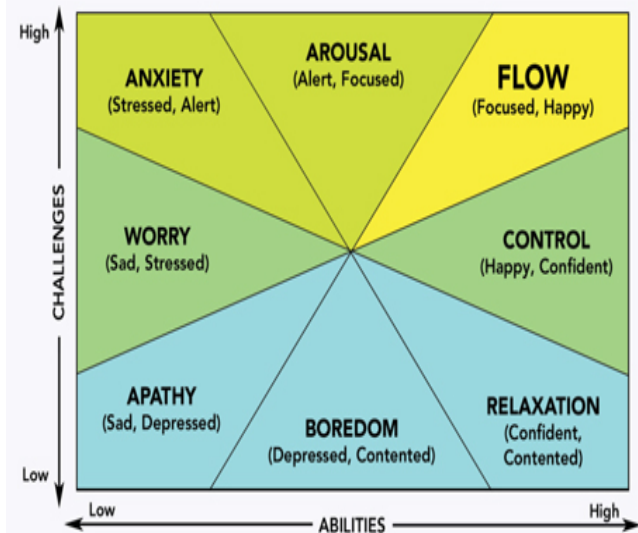 High
ANXIETY
(Stressed, Alert)
AROUSAL
(Alert, Focused)
FLOW
(Focused, Happy)
WORRY
(Sad, Stressed)
CONTROL
(Happy, Confident)
CHALLENGES
APATHY
(Sad, Depressed)
BOREDOM
(Depressed, Contented)
RELAXATION
(Confident,
Contented)
Low
Low
ABILITIES
High